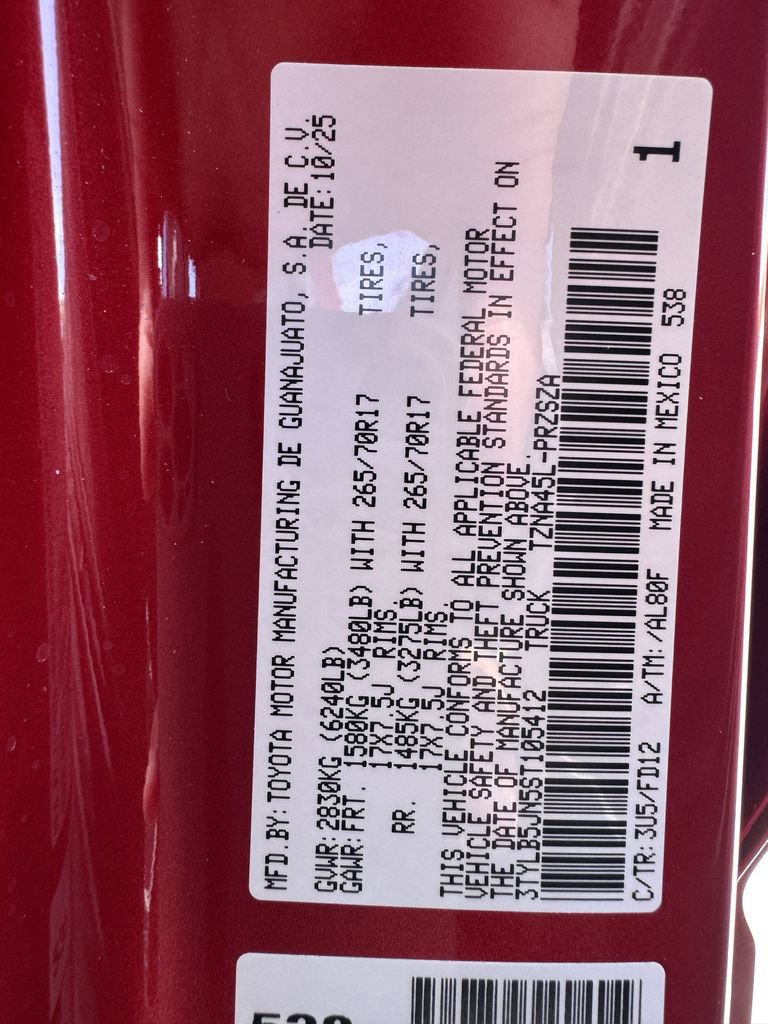 MFD.BY: TOYOTA MOTOR MANUFACTURING DE GUANAJUATO, S.A. DE C.V.
DATE: 10/25
GVWR: 2830KG (6240LB)
GAWR: FRT. 1580KG (3480LB) WITH 265/70R17 TIRES,
17X7.5J RIMS.
RR. 1485KG (3275LB) WITH 265/70R17 TIRES,
17X7.5J RIMS.
THIS VEHICLE CONFORMS TO ALL APPLICABLE FEDERAL MOTOR
VEHICLE SAFETY AND THEFT PREVENTION STANDARDS IN EFFECT ON
THE DATE OF MANUFACTURE SHOWN ABOVE.
3TYLB5JN5ST105412 TRUCK TZNA45L-PRZSZA
C/TR: 3U5/FD12 A/TM: /AL80F MADE IN MEXICO 538
1